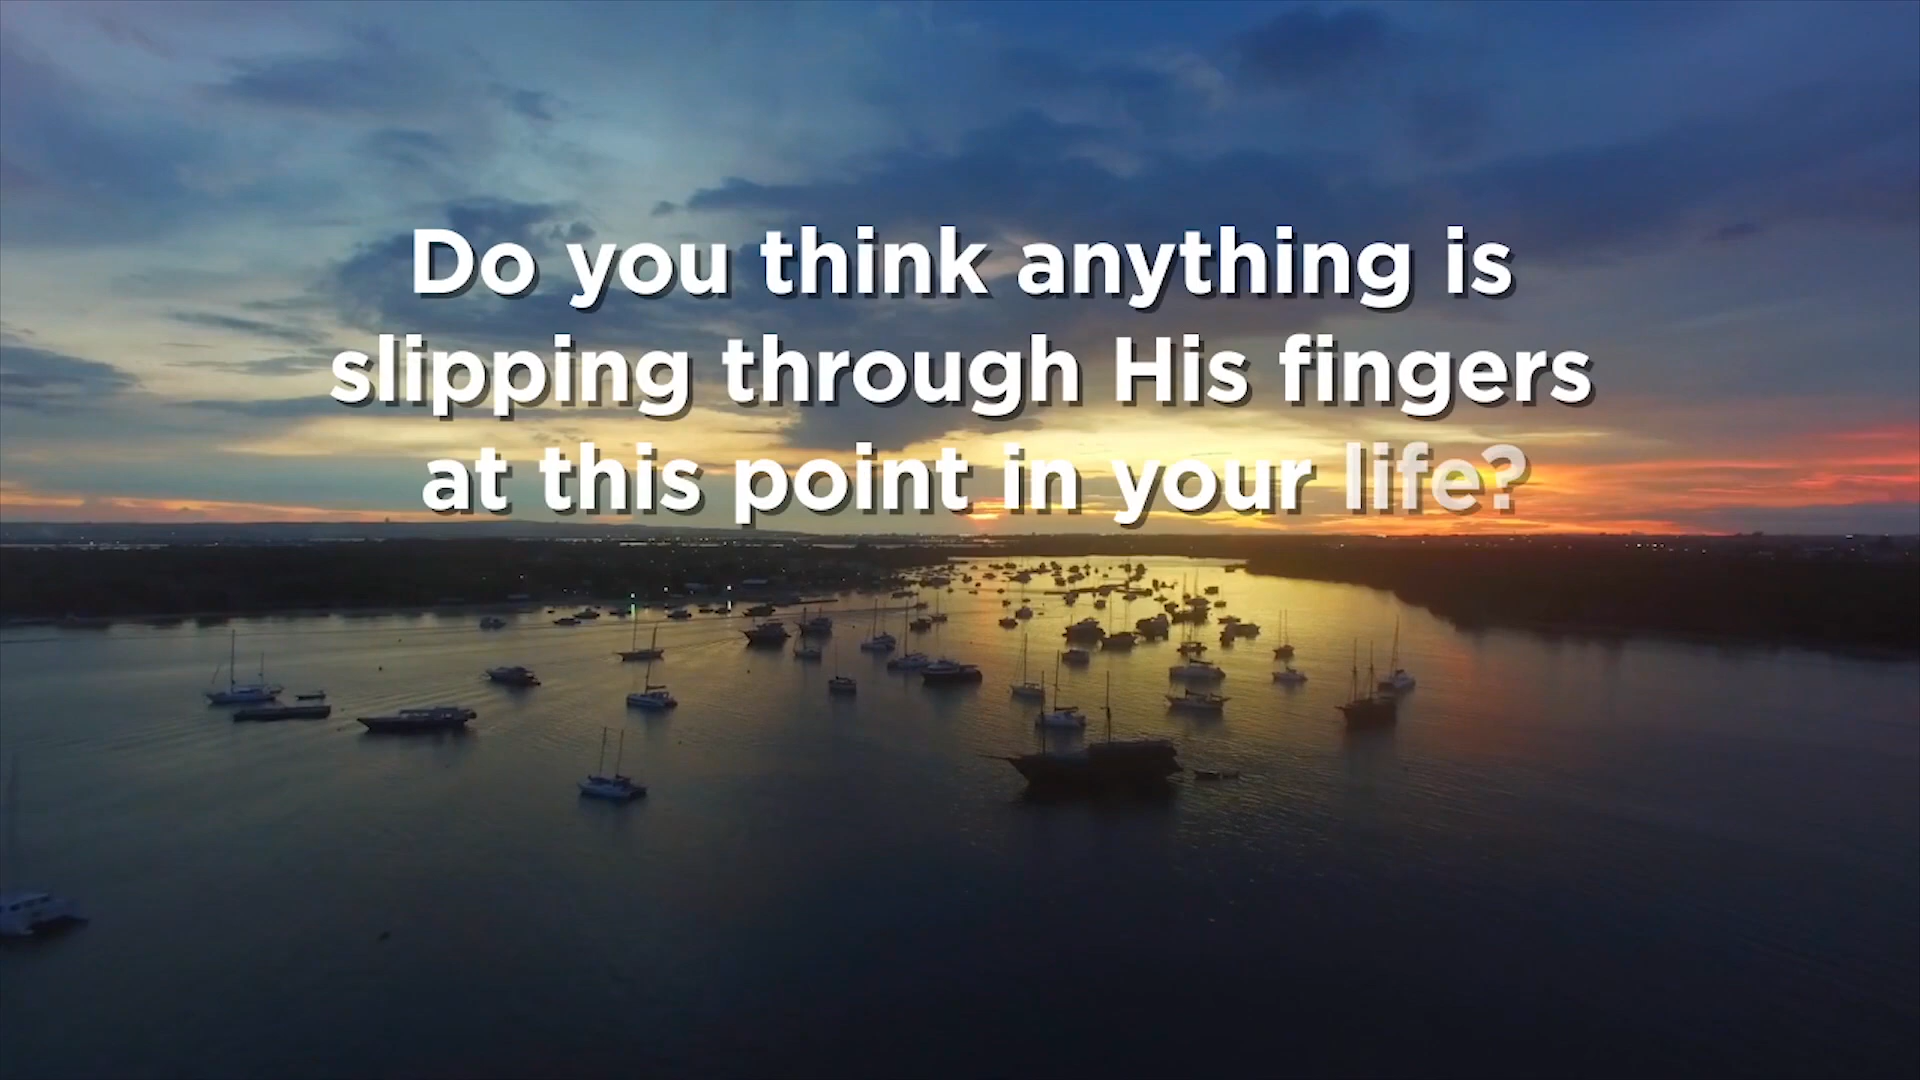 Do you think anything is
slipping through His fingers
at this point in your life?